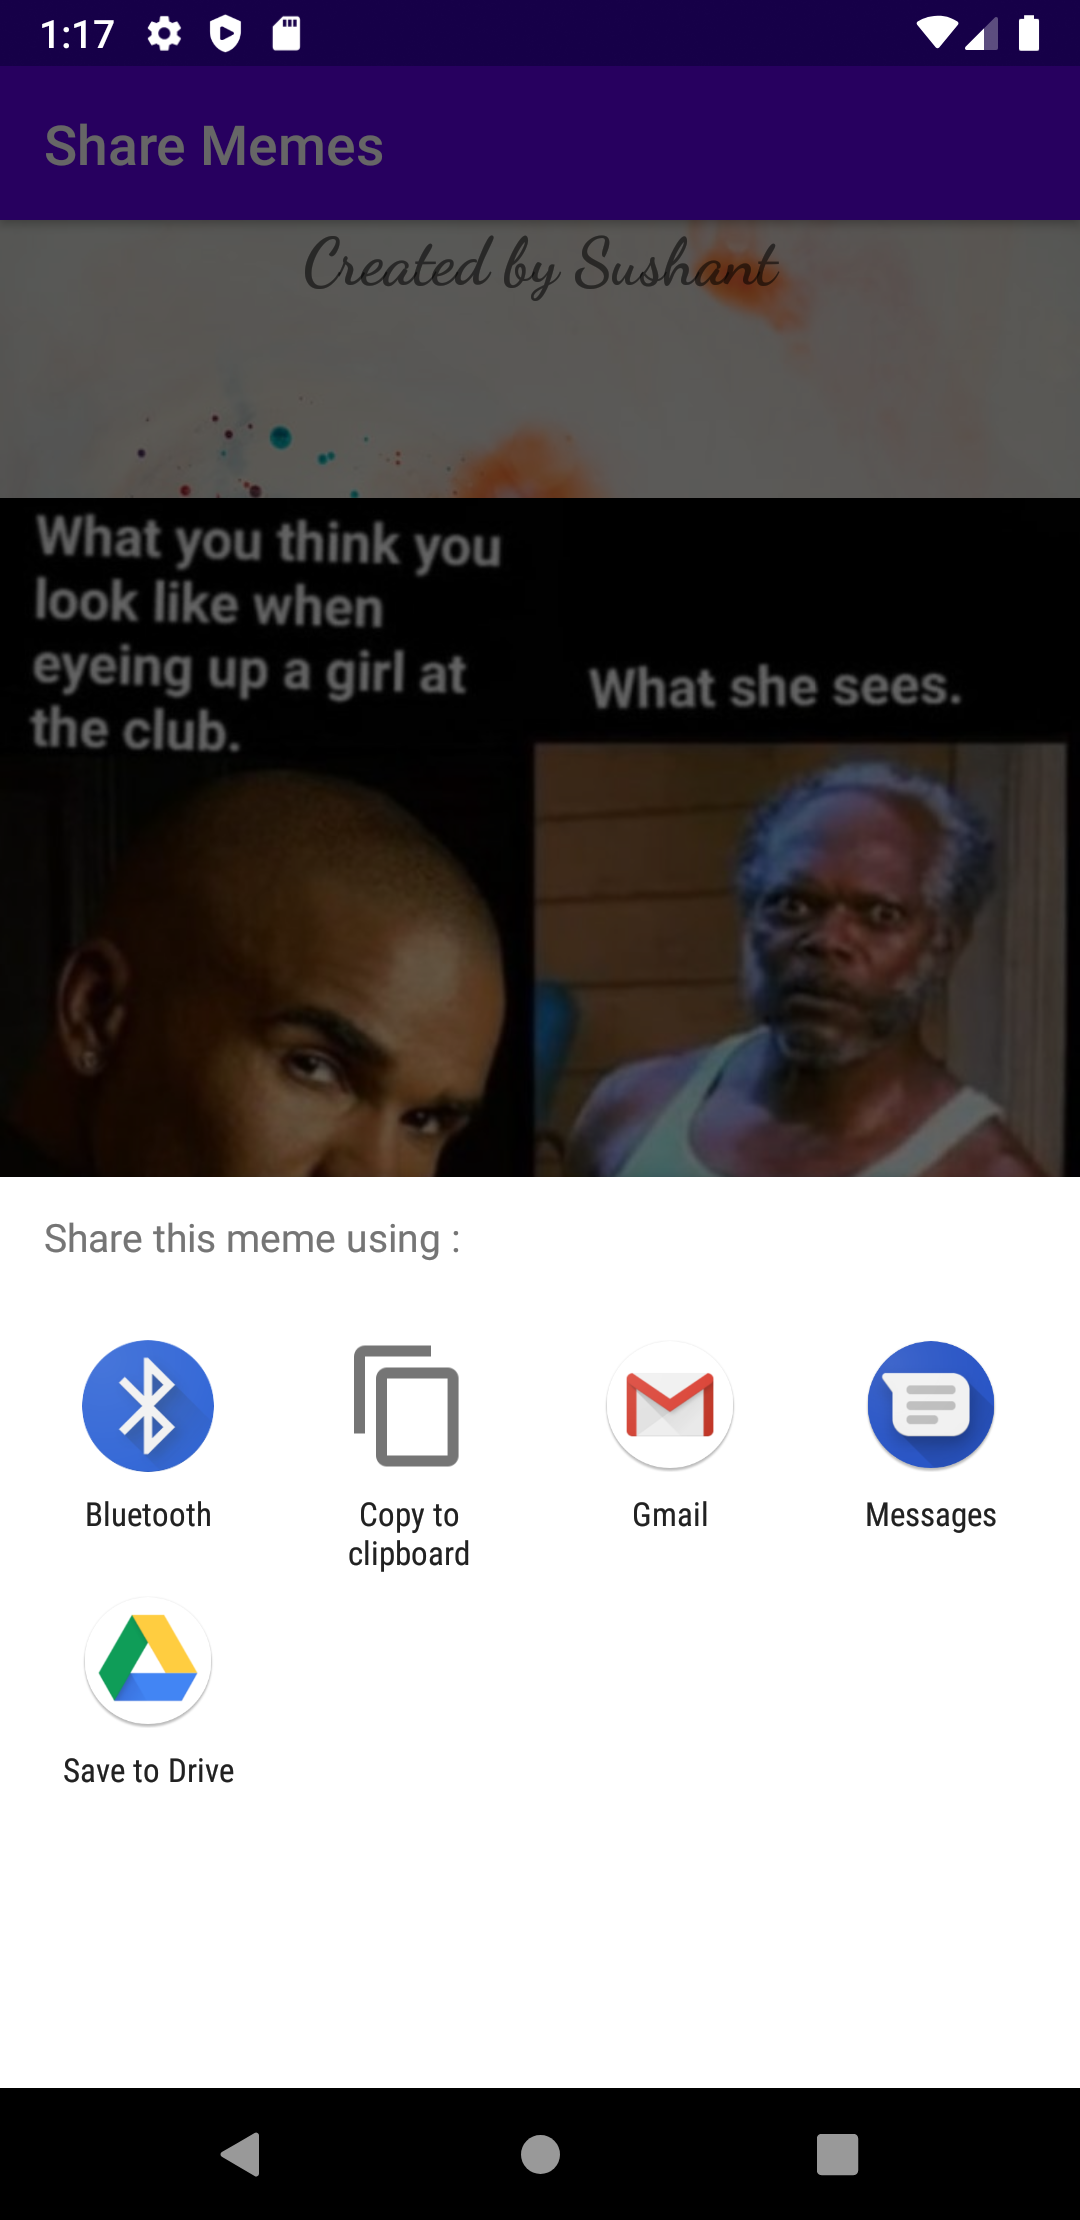 1:17
Share Memes
Created by Sushant
What you think you
look like when
eyeing up a girl at
the club.
What she sees.
Share this meme using :
Bluetooth
Copy to
clipboard
Gmail
Messages
Save to Drive